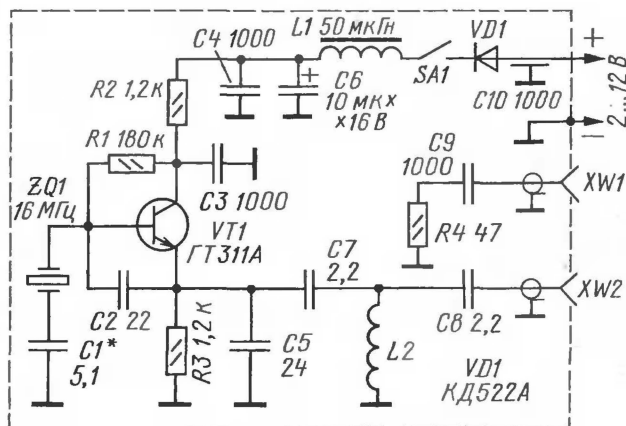 L1 50 мкГн
VD1
C4 1000
+
SA1
R2 1,2к
+
C6
10 мк×
×16 В
C10 1000
2...12 В
–
R1 180 к
C9
1000
ZQ1
16 МГц
C3 1000
XW1
VT1
ГТ311А
R4 47
C7
2,2
XW2
C2 22
C8 2,2
C1*
5,1
R3 1,2 к
C5
24
L2
VD1
КД522А